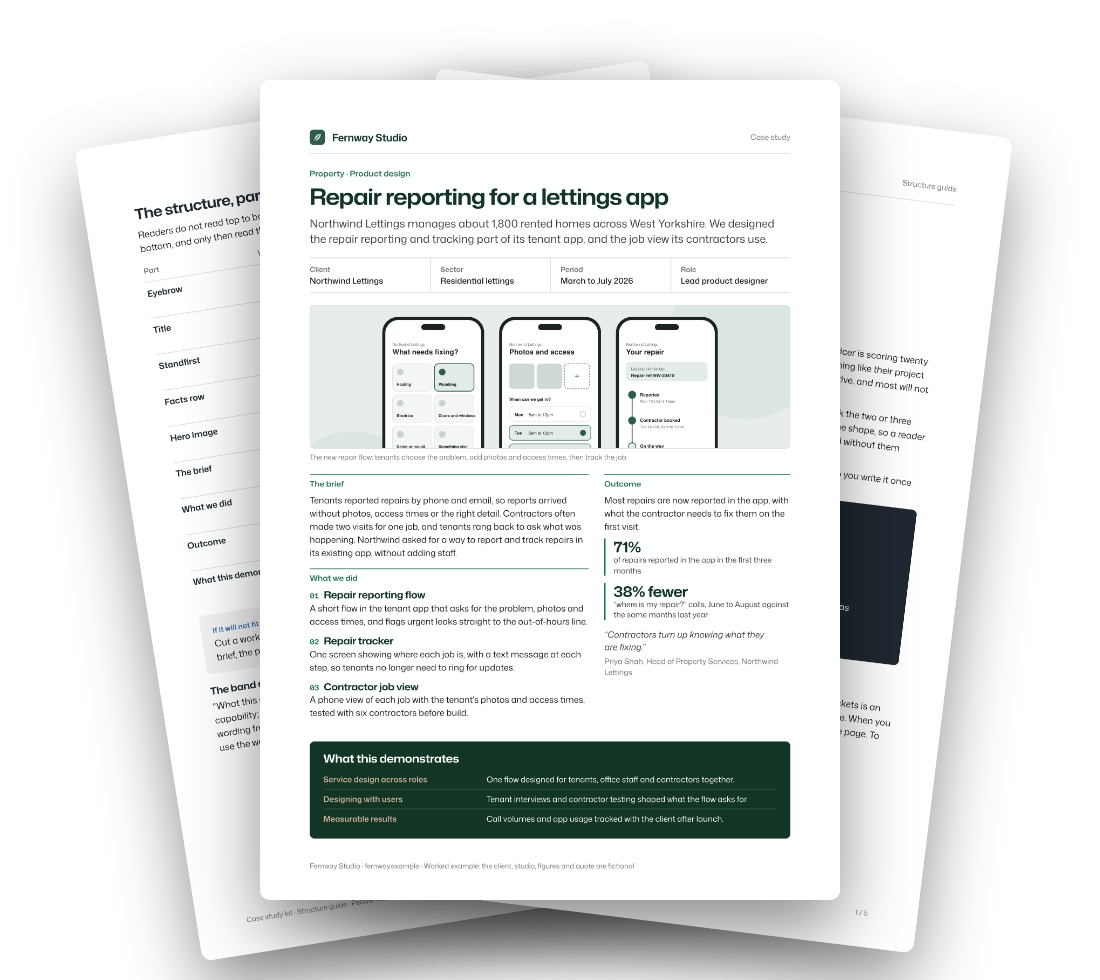 Fernway Studio
Case study
Property · Product design
Repair reporting for a lettings app
Northwind Lettings manages about 1,800 rented homes across West Yorkshire. We designed
the repair reporting and tracking part of its tenant app, and the job view its contractors use.
Client
Northwind Lettings
Sector
Residential lettings
Period
March to July 2026
Role
Lead product designer
Northwind Lettings
What needs fixing?
Heating
Plumbing
Electrics
Doors and windows
Northwind Lettings
Photos and access
When can we get in?
Mon 8am to 12pm
Tue 8am to 12pm
Northwind Lettings
Your repair
Leaking kitchen tap
Reported
Contractor booked
On the way
The new repair flow: tenants choose the problem, add photos and access times, then track the job.
The brief
Tenants reported repairs by phone and email, so reports arrived
without photos, access times or the right detail. Contractors often
made two visits for one job, and tenants rang back to ask what was
happening. Northwind asked for a way to report and track repairs in
its existing app, without adding staff.
What we did
01 Repair reporting flow
A short flow in the tenant app that asks for the problem, photos and
access times, and flags urgent leaks straight to the out-of-hours line.
02 Repair tracker
One screen showing where each job is, with a text message at each
step, so tenants no longer need to ring for updates.
03 Contractor job view
A phone view of each job with the tenant's photos and access times,
tested with six contractors before build.
Outcome
Most repairs are now reported in the app, with
what the contractor needs to fix them on the
first visit.
71%
of repairs reported in the app in the first three
months
38% fewer
"where is my repair?" calls, June to August against
the same months last year
"Contractors turn up knowing what they
are fixing."
Priya Shah, Head of Property Services, Northwind
Lettings
What this demonstrates
Service design across roles
One flow designed for tenants, office staff and contractors together.
Designing with users
Tenant interviews and contractor testing shaped what the flow asks for.
Measurable results
Call volumes and app usage tracked with the client after launch.
Fernway Studio · fernway.example · Worked example: the client, studio, figures and quote are fictional
The structure, par
Readers do not read top to bo
bottom, and only then read th
Part
Eyebrow
Title
Standfirst
Facts row
Hero image
The brief
What we did
Outcome
What this demon
If it will not fit
Cut a work
brief, the p
The band
"What this
capability;
wording fr
use the wo
Case study kit · Structure guide
Structure guide
icer is scoring twenty
ning like their project
tive, and most will not
k the two or three
e shape, so a reader
d without them
o you write it once
as
kets is an
e. When you
e page. To
1 / 5